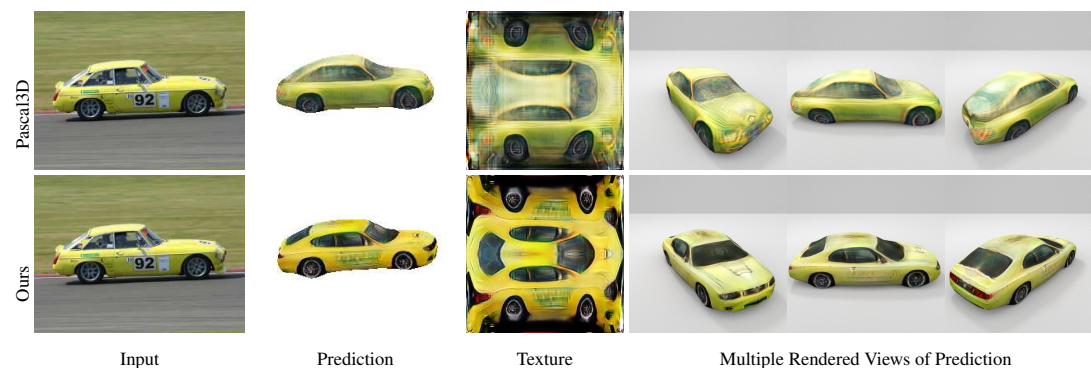 Pascal3D
92
Ours
92
Input Prediction Texture Multiple Rendered Views of Prediction